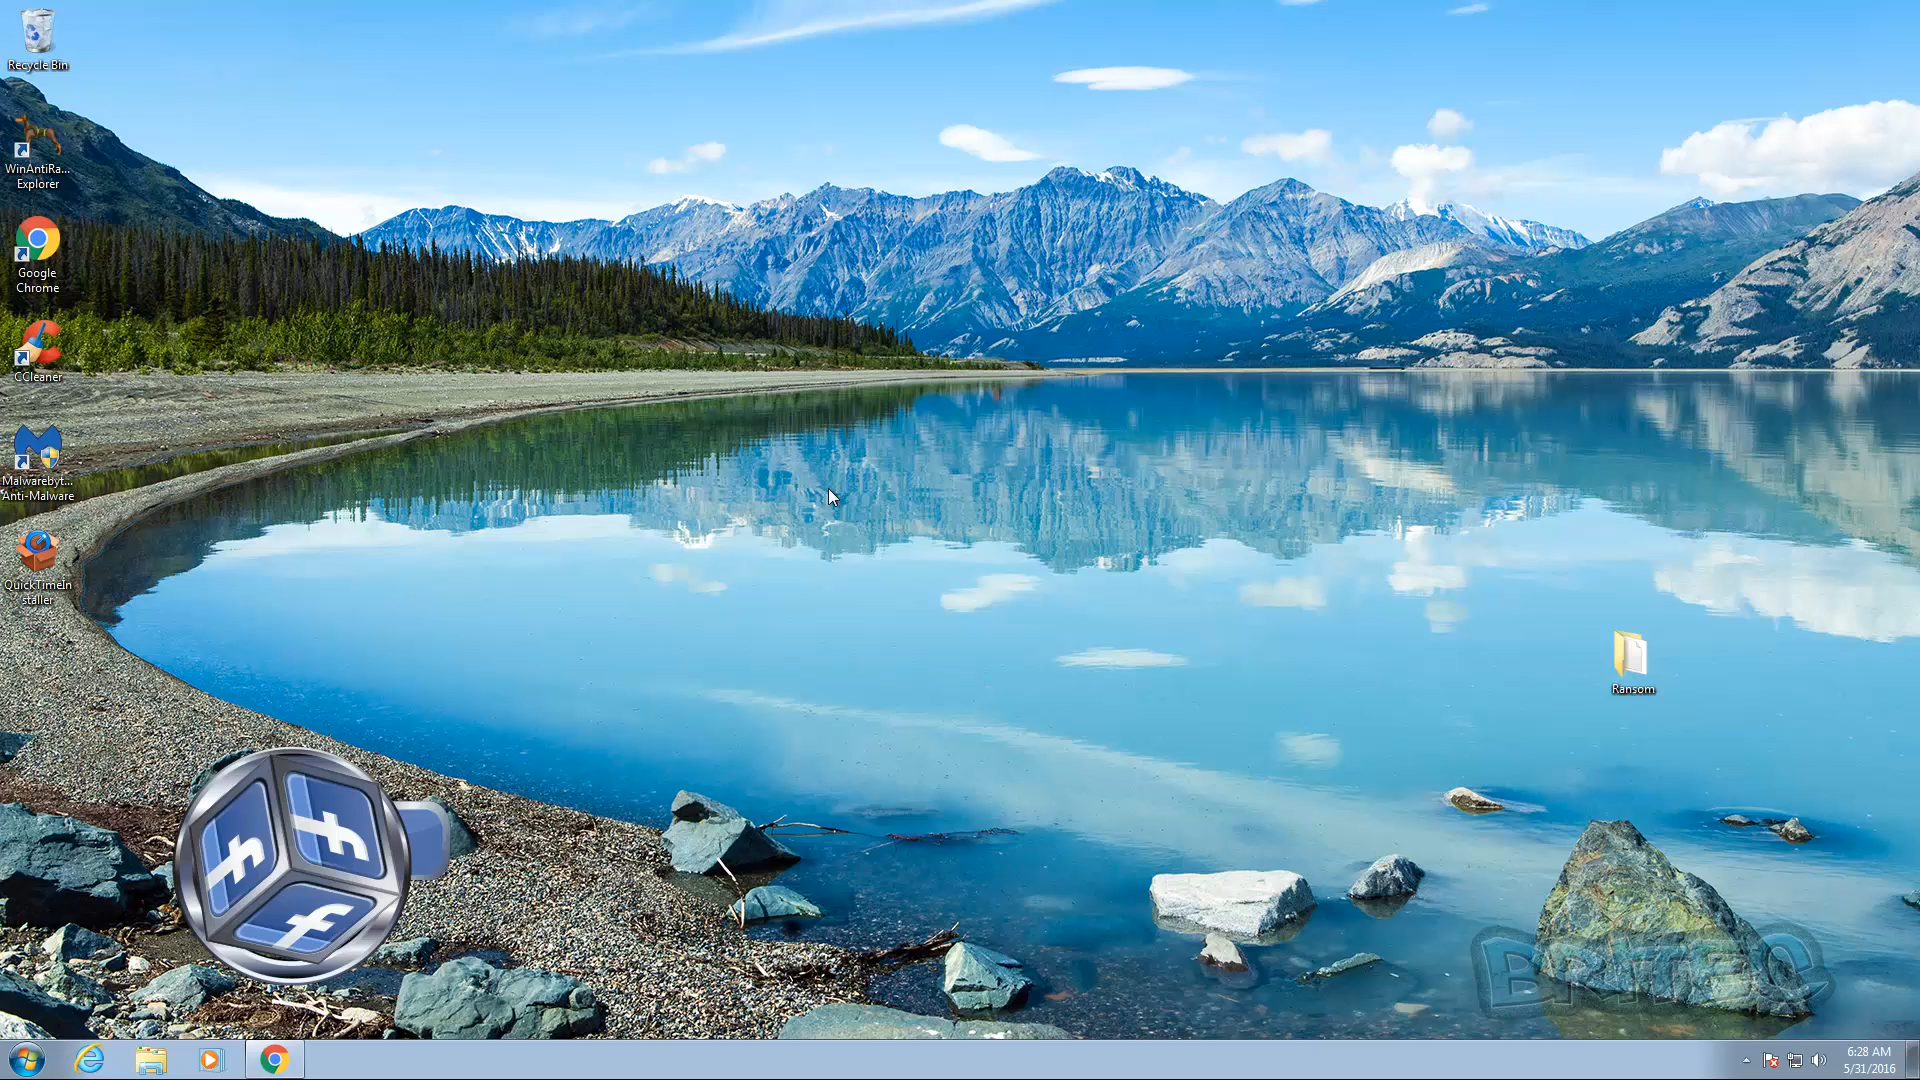 Recycle Bin
WinAntiRa...
Explorer
Google
Chrome
CCleaner
Malwarebyt...
Anti-Malware
QuickTimeIn
staller
Ransom
BRITEC
6:28 AM
5/31/2016